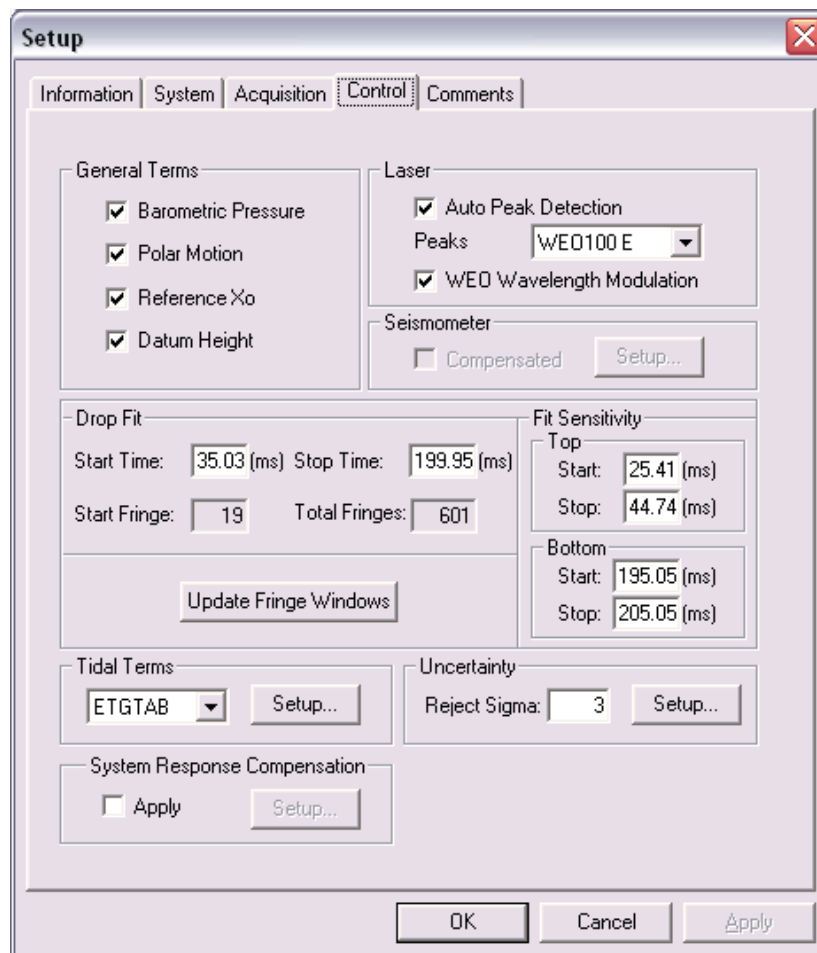 Setup
Information System Acquisition Control Comments
General Terms
Barometric Pressure
Polar Motion
Reference Xo
Datum Height
Laser
Auto Peak Detection
Peaks WEO100 E
WEO Wavelength Modulation
Seismometer
Compensated Setup...
Drop Fit
Start Time: 35.03 (ms) Stop Time: 199.95 (ms)
Start Fringe: 19 Total Fringes: 601
Update Fringe Windows
Fit Sensitivity
Top
Start: 25.41 (ms)
Stop: 44.74 (ms)
Bottom
Start: 195.05 (ms)
Stop: 205.05 (ms)
Tidal Terms
ETGTAB Setup...
Uncertainty
Reject Sigma: 3 Setup...
System Response Compensation
Apply Setup...
OK Cancel Apply